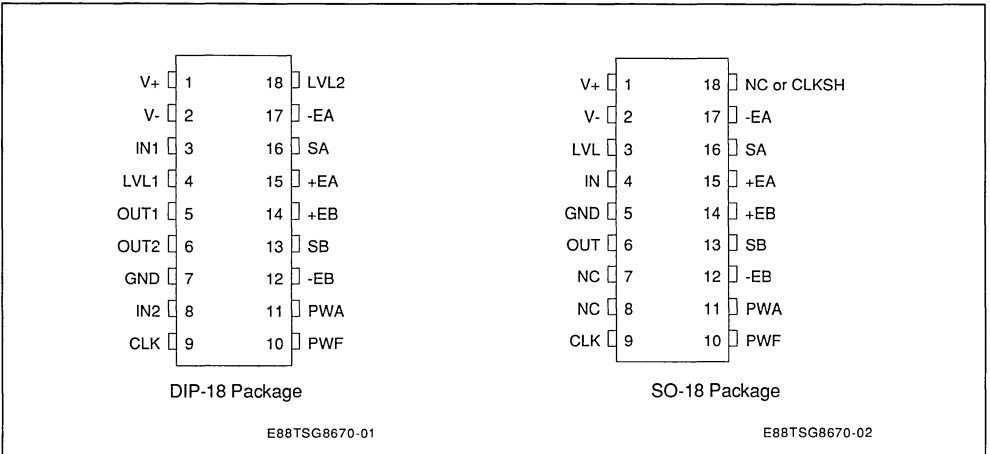 V+ 1 18 LVL2
V- 2 17 -EA
IN1 3 16 SA
LVL1 4 15 +EA
OUT1 5 14 +EB
OUT2 6 13 SB
GND 7 12 -EB
IN2 8 11 PWA
CLK 9 10 PWF
DIP-18 Package
E88TSG8670-01
V+ 1 18 NC or CLKSH
V- 2 17 -EA
LVL 3 16 SA
IN 4 15 +EA
GND 5 14 +EB
OUT 6 13 SB
NC 7 12 -EB
NC 8 11 PWA
CLK 9 10 PWF
SO-18 Package
E88TSG8670-02